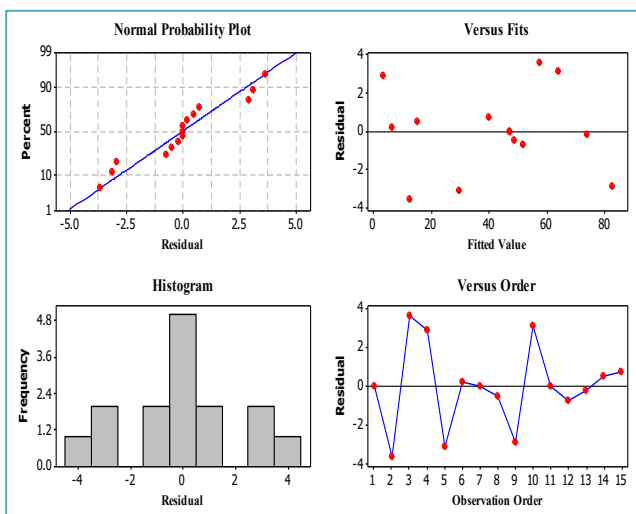 Normal Probability Plot
99
90
50
10
1
Percent
-5.0 -2.5 0.0 2.5 5.0
Residual
Versus Fits
4
2
0
-2
-4
Residual
0 20 40 60 80
Fitted Value
Histogram
4.8
3.6
2.4
1.2
0.0
Frequency
-4 -2 0 2 4
Residual
Versus Order
4
2
0
-2
-4
Residual
1 2 3 4 5 6 7 8 9 10 11 12 13 14 15
Observation Order